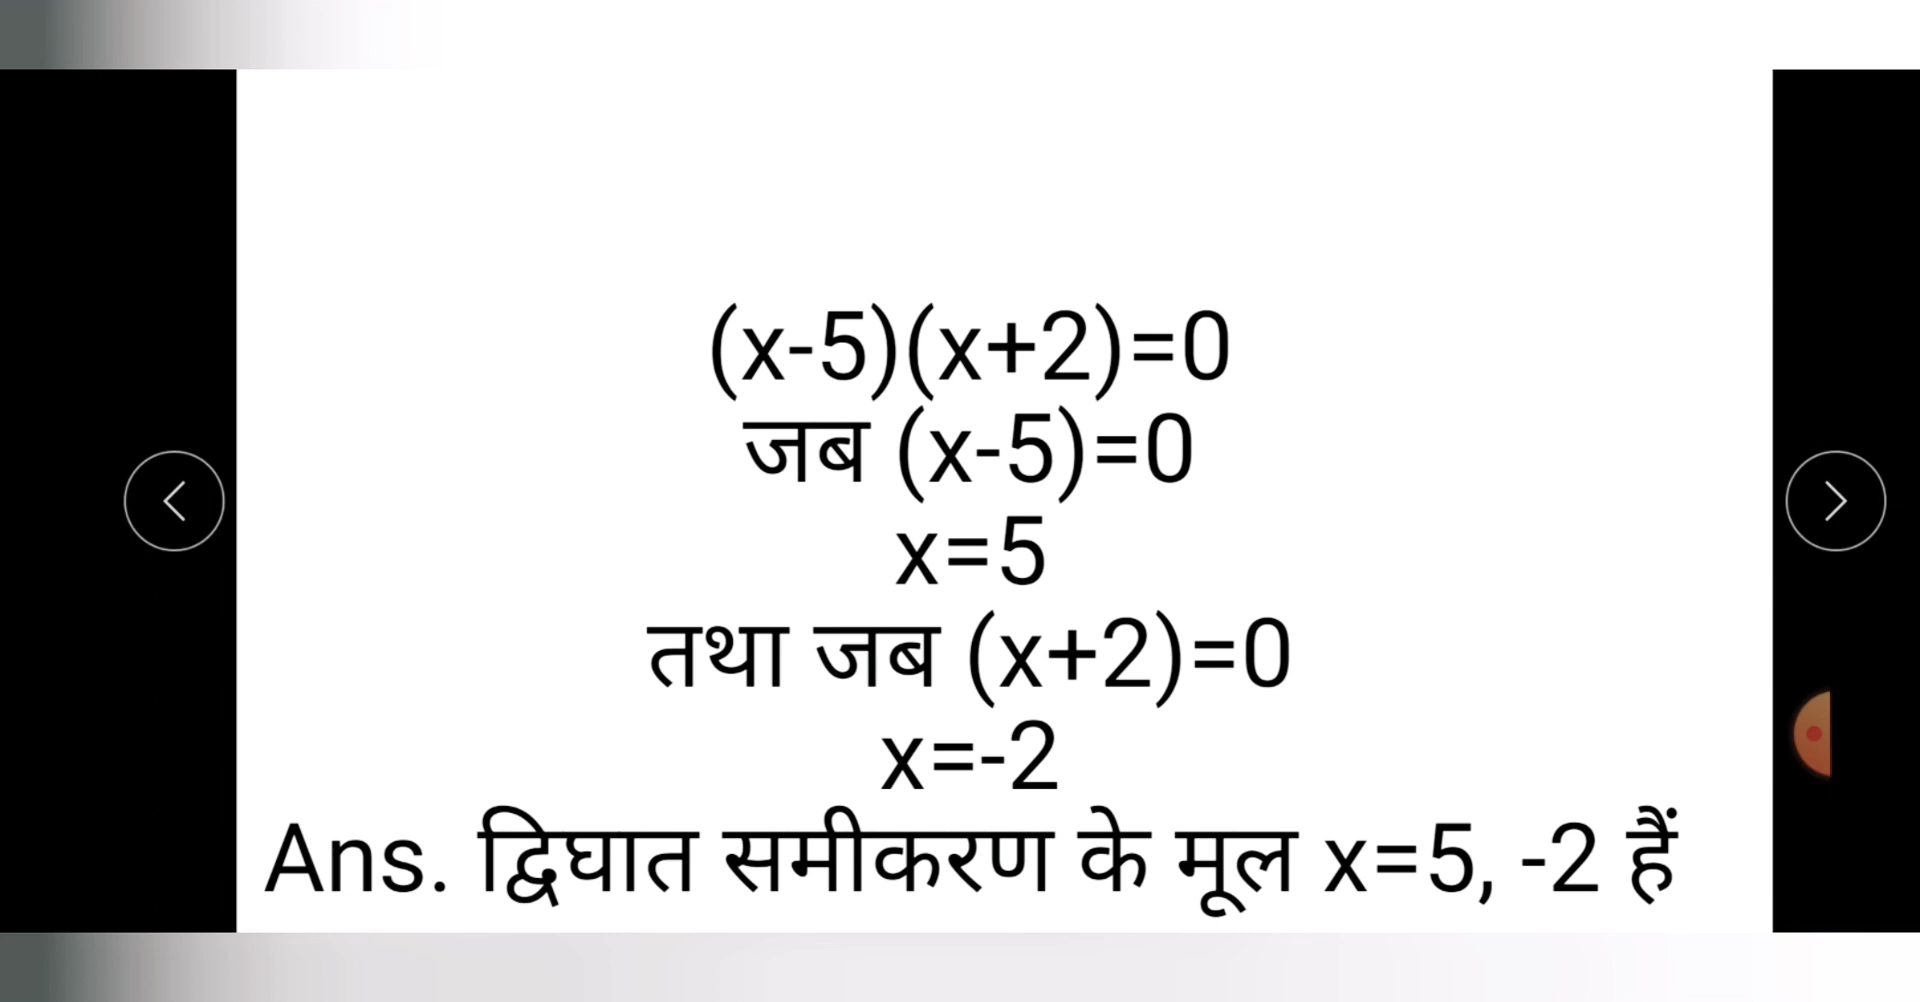 (x-5)(x+2)=0
जब (x-5)=0
x=5
तथा जब (x+2)=0
x=-2
Ans. द्विघात समीकरण के मूल x=5, -2 हैं